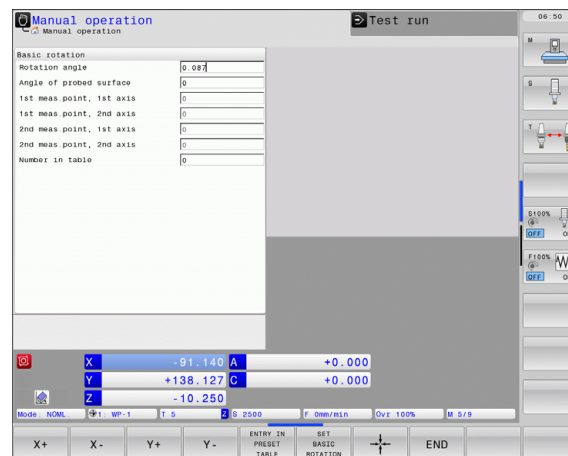 Manual operation
Manual operation
Test run
06:50
Basic rotation
Rotation angle 0.087
Angle of probed surface 0
1st meas.point, 1st axis 0
1st meas.point, 2nd axis 0
2nd meas.point, 1st axis 0
2nd meas.point, 2nd axis 0
Number in table 0
M
S
T
S100%
OFF
F100%
OFF
X -91.140 A +0.000
Y +138.127 C +0.000
Z -10.250
Mode: NOML. 1: WP-1 T 5 Z S 2500 F 0mm/min Ovr 100% M 5/9
X+
X-
Y+
Y-
ENTRY IN
PRESET
TABLE
SET
BASIC
ROTATION
END